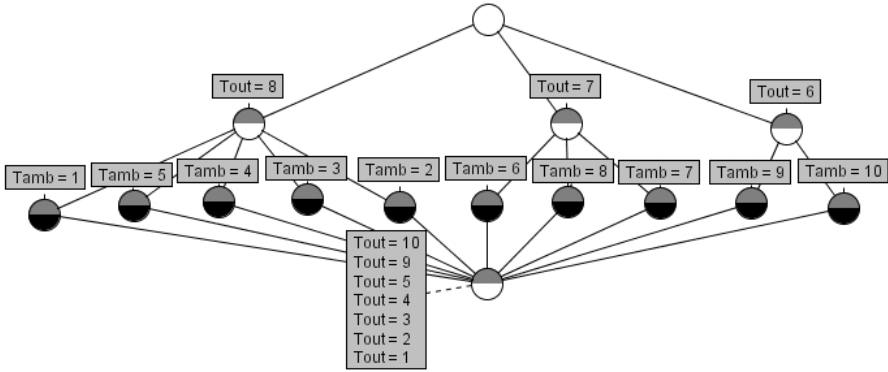 Tout = 8
Tout = 7
Tout = 6
Tamb = 1
Tamb = 5
Tamb = 4
Tamb = 3
Tamb = 2
Tamb = 6
Tamb = 8
Tamb = 7
Tamb = 9
Tamb = 10
Tout = 10
Tout = 9
Tout = 5
Tout = 4
Tout = 3
Tout = 2
Tout = 1